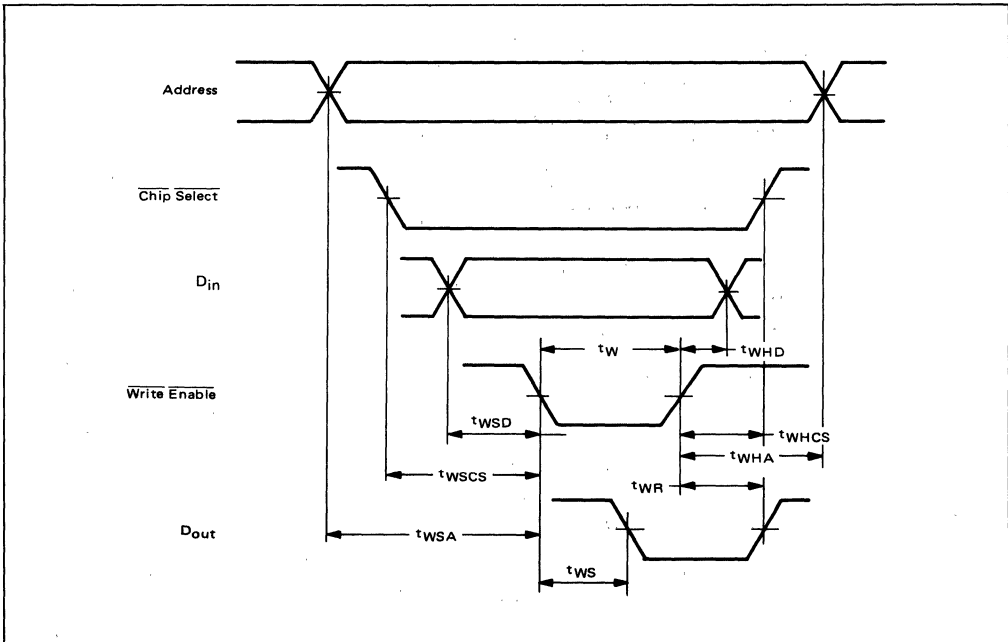 Address
Chip Select
Din
tW
tWHD
Write Enable
tWSD
tWHCS
tWHA
tWSCS
tWR
Dout
tWSA
tWS